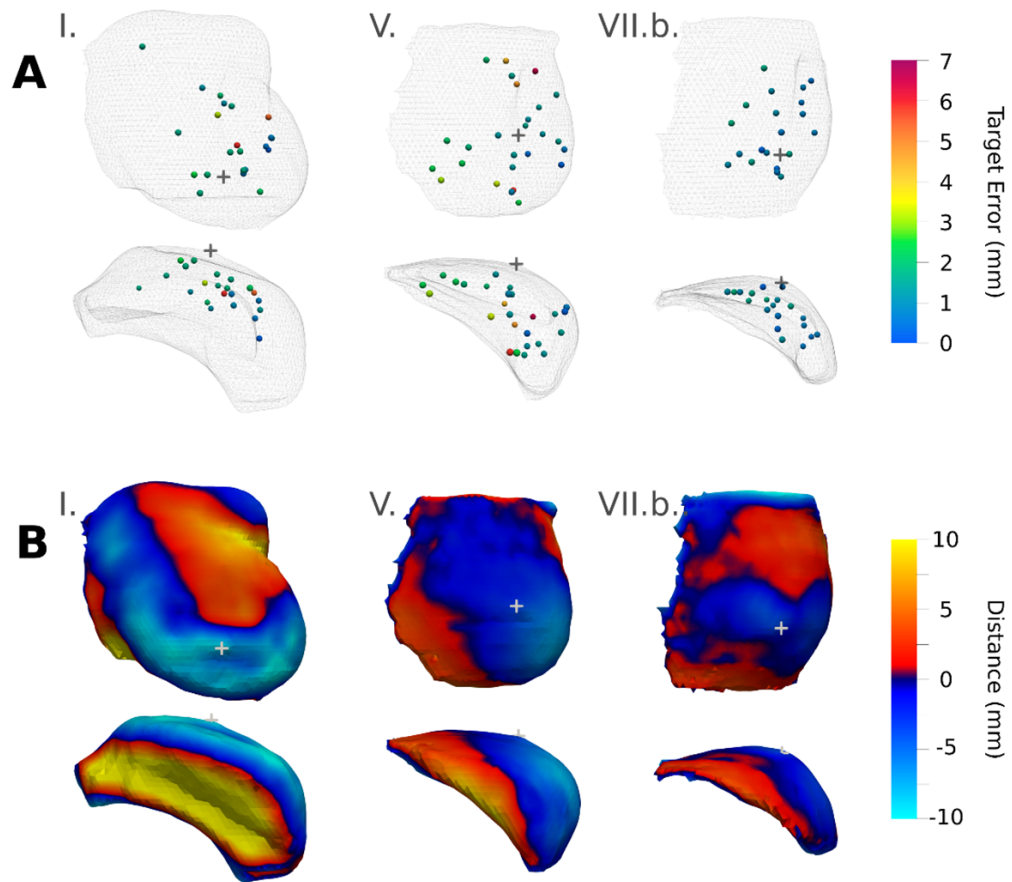 A
I.
V.
VII.b.
7
6
5
4
3
2
1
0
Target Error (mm)
B
I.
V.
VII.b.
10
5
0
-5
-10
Distance (mm)